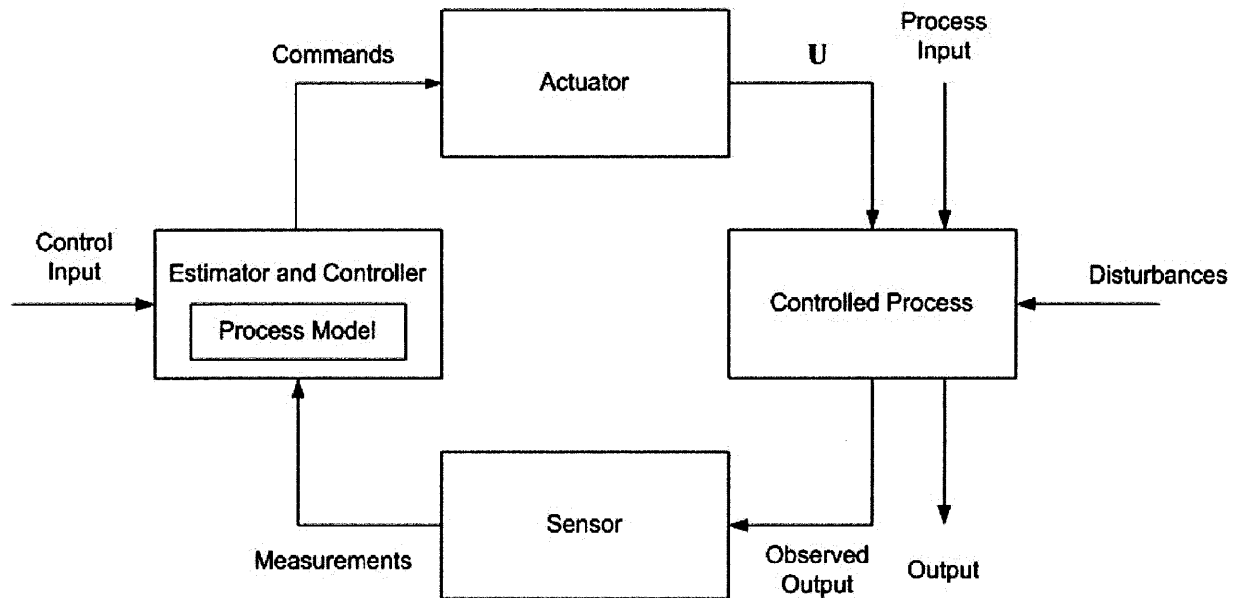 Commands
Actuator
U
Process
Input
Control
Input
Estimator and Controller
Process Model
Controlled Process
Disturbances
Measurements
Sensor
Observed
Output
Output